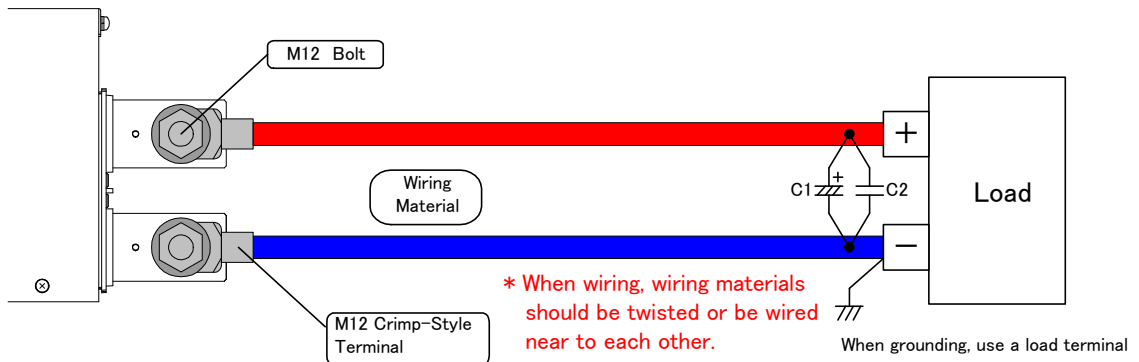 M12 Bolt
+
C1
+
C2
Load
Wiring
Material
−
* When wiring, wiring materials
should be twisted or be wired
near to each other.
M12 Crimp-Style
Terminal
When grounding, use a load terminal